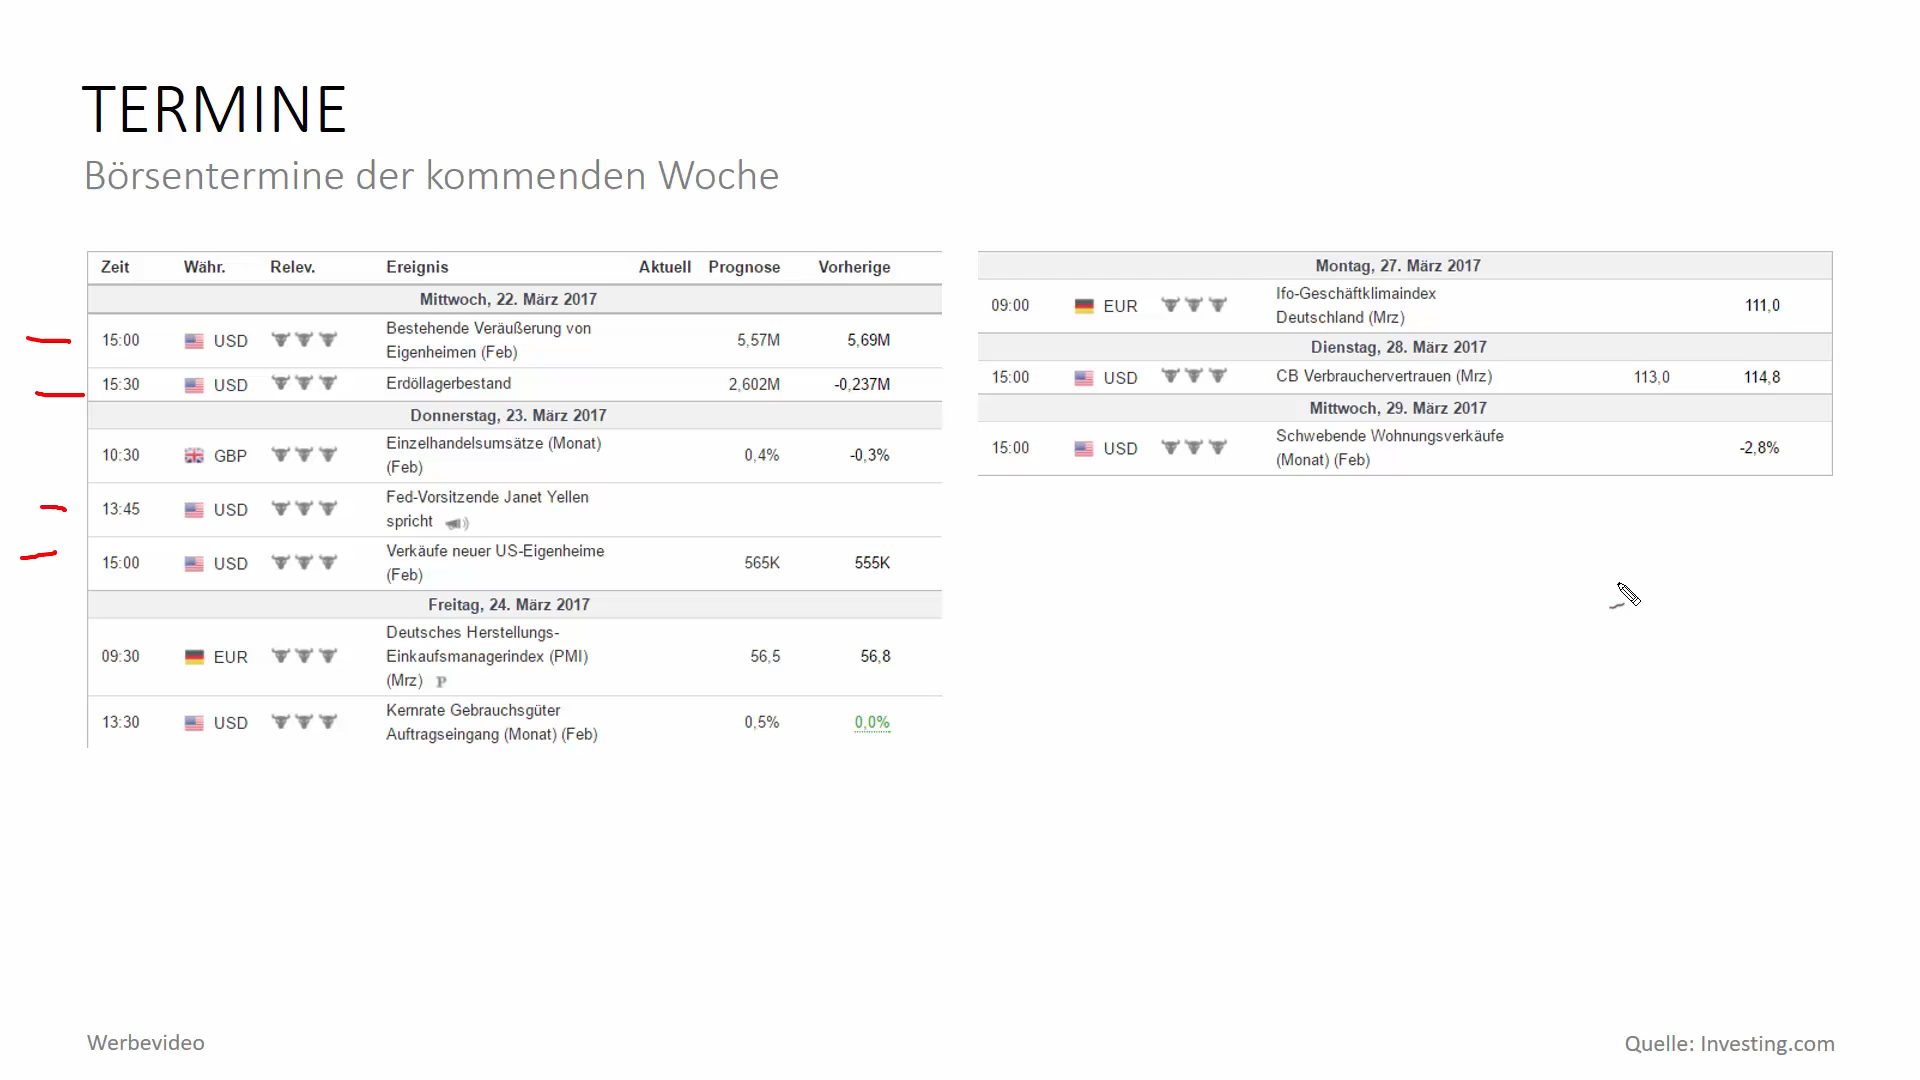 TERMINE
Börsentermine der kommenden Woche
Zeit Währ. Relev. Ereignis Aktuell Prognose Vorherige
Mittwoch, 22. März 2017
15:00 USD Bestehende Veräußerung von Eigenheimen (Feb) 5,57M 5,69M
15:30 USD Erdöllagerbestand 2,602M -0,237M
Donnerstag, 23. März 2017
10:30 GBP Einzelhandelsumsätze (Monat) (Feb) 0,4% -0,3%
13:45 USD Fed-Vorsitzende Janet Yellen spricht
15:00 USD Verkäufe neuer US-Eigenheime (Feb) 565K 555K
Freitag, 24. März 2017
09:30 EUR Deutsches Herstellungs-Einkaufsmanagerindex (PMI) (Mrz) P 56,5 56,8
13:30 USD Kernrate Gebrauchsgüter Auftragseingang (Monat) (Feb) 0,5% 0,0%
Montag, 27. März 2017
09:00 EUR Ifo-Geschäftklimaindex Deutschland (Mrz) 111,0
Dienstag, 28. März 2017
15:00 USD CB Verbrauchervertrauen (Mrz) 113,0 114,8
Mittwoch, 29. März 2017
15:00 USD Schwebende Wohnungsverkäufe (Monat) (Feb) -2,8%
Werbevideo
Quelle: Investing.com